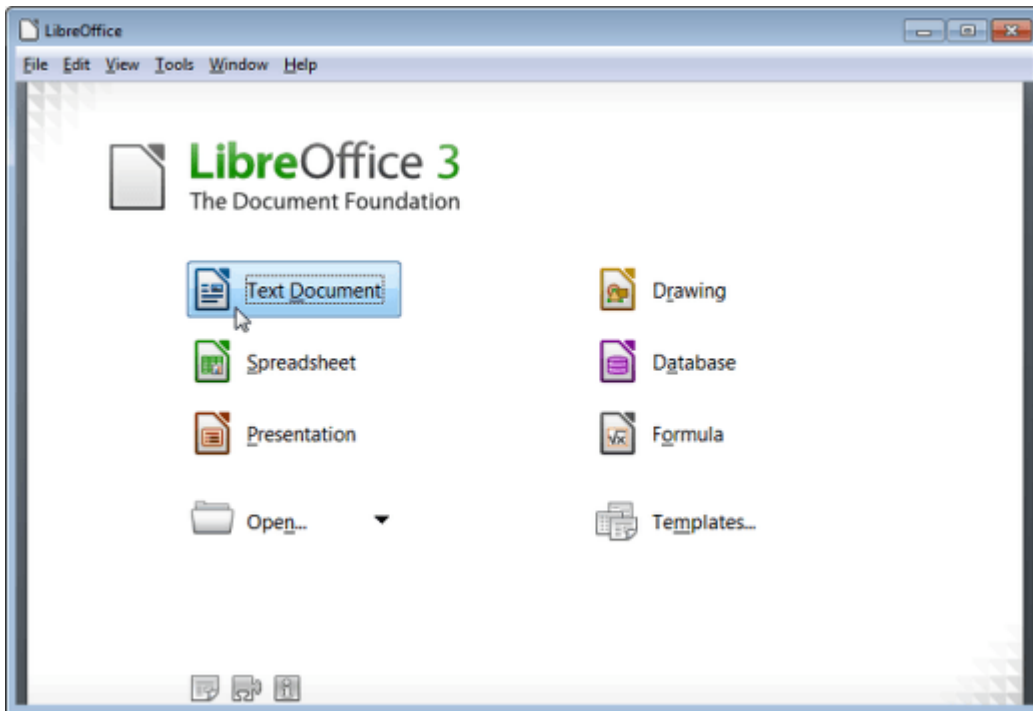 LibreOffice
File Edit View Tools Window Help
LibreOffice 3
The Document Foundation
Text Document
Drawing
Spreadsheet
Database
Presentation
Formula
Open...
Templates...